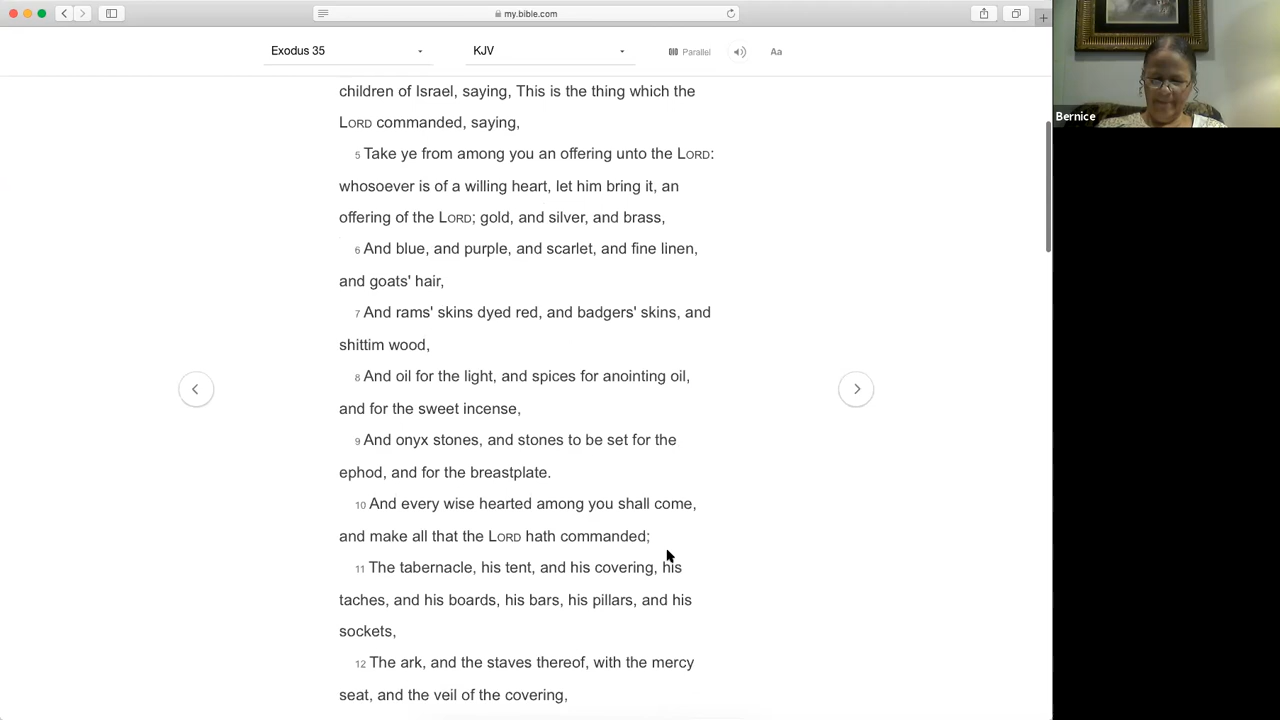 my.bible.com
Exodus 35
KJV
Parallel
Aa
Bernice
children of Israel, saying, This is the thing which the
LORD commanded, saying,
5 Take ye from among you an offering unto the LORD:
whosoever is of a willing heart, let him bring it, an
offering of the LORD; gold, and silver, and brass,
6 And blue, and purple, and scarlet, and fine linen,
and goats' hair,
7 And rams' skins dyed red, and badgers' skins, and
shittim wood,
8 And oil for the light, and spices for anointing oil,
and for the sweet incense,
9 And onyx stones, and stones to be set for the
ephod, and for the breastplate.
10 And every wise hearted among you shall come,
and make all that the LORD hath commanded;
11 The tabernacle, his tent, and his covering, his
taches, and his boards, his bars, his pillars, and his
sockets,
12 The ark, and the staves thereof, with the mercy
seat, and the veil of the covering,